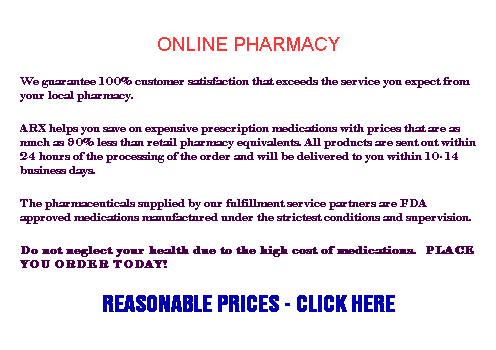 ONLINE PHARMACY
We guarantee 100% customer satisfaction that exceeds the service you expect from
your local pharmacy.
ARX helps you save on expensive prescription medications with prices that are as
much as 90% less than retail pharmacy equivalents. All products are sent out within
24 hours of the processing of the order and will be delivered to you within 10-14
business days.
The pharmaceuticals supplied by our fulfillment service partners are FDA
approved medications manufactured under the strictest conditions and supervision.
Do not neglect your health due to the high cost of medications. PLACE
YOU ORDER TODAY!
REASONABLE PRICES - CLICK HERE